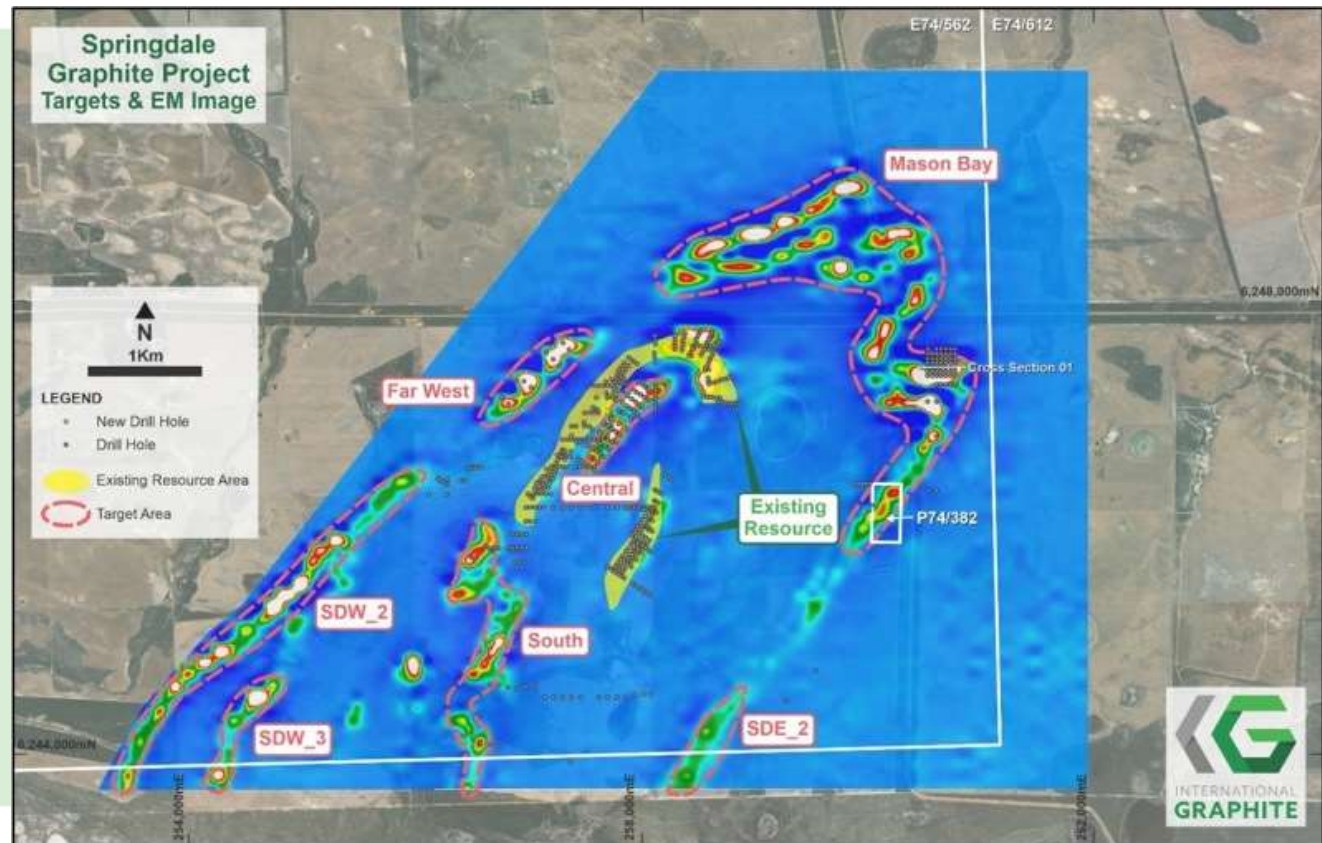 Springdale
Graphite Project
Targets & EM Image
E74/562
E74/612
Mason Bay
6,248,000mN
N
1Km
LEGEND
New Drill Hole
Drill Hole
Existing Resource Area
Target Area
Far West
Cross Section 01
Central
Existing
Resource
P74/382
SDW_2
South
SDW_3
SDE_2
6,244,000mN
254,000mE
258,000mE
262,000mE
INTERNATIONAL
GRAPHITE